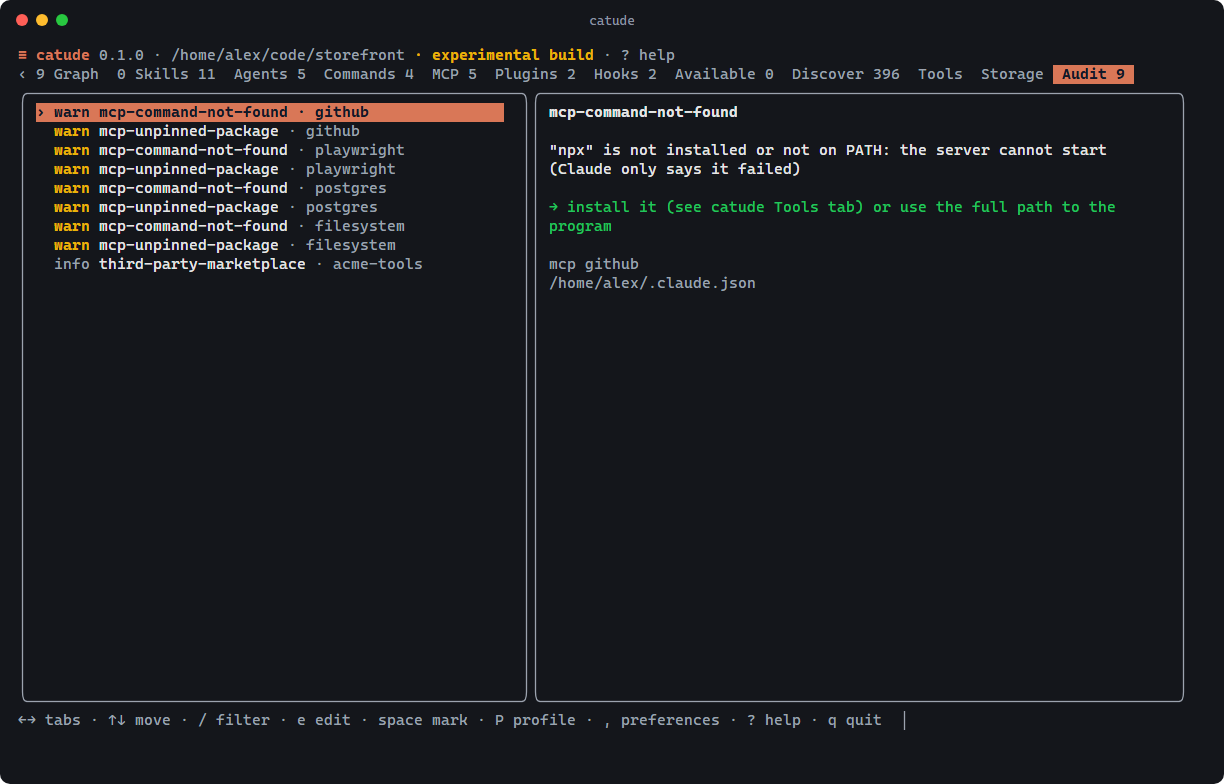 catude
≡ catude 0.1.0 · /home/alex/code/storefront · experimental build · ? help
‹ 9 Graph  0 Skills 11  Agents 5  Commands 4  MCP 5  Plugins 2  Hooks 2  Available 0  Discover 396  Tools  Storage  Audit 9
› warn mcp-command-not-found · github
warn mcp-unpinned-package · github
warn mcp-command-not-found · playwright
warn mcp-unpinned-package · playwright
warn mcp-command-not-found · postgres
warn mcp-unpinned-package · postgres
warn mcp-command-not-found · filesystem
warn mcp-unpinned-package · filesystem
info third-party-marketplace · acme-tools
mcp-command-not-found
"npx" is not installed or not on PATH: the server cannot start
(Claude only says it failed)
→ install it (see catude Tools tab) or use the full path to the
program
mcp github
/home/alex/.claude.json
←→ tabs · ↑↓ move · / filter · e edit · space mark · P profile · , preferences · ? help · q quit